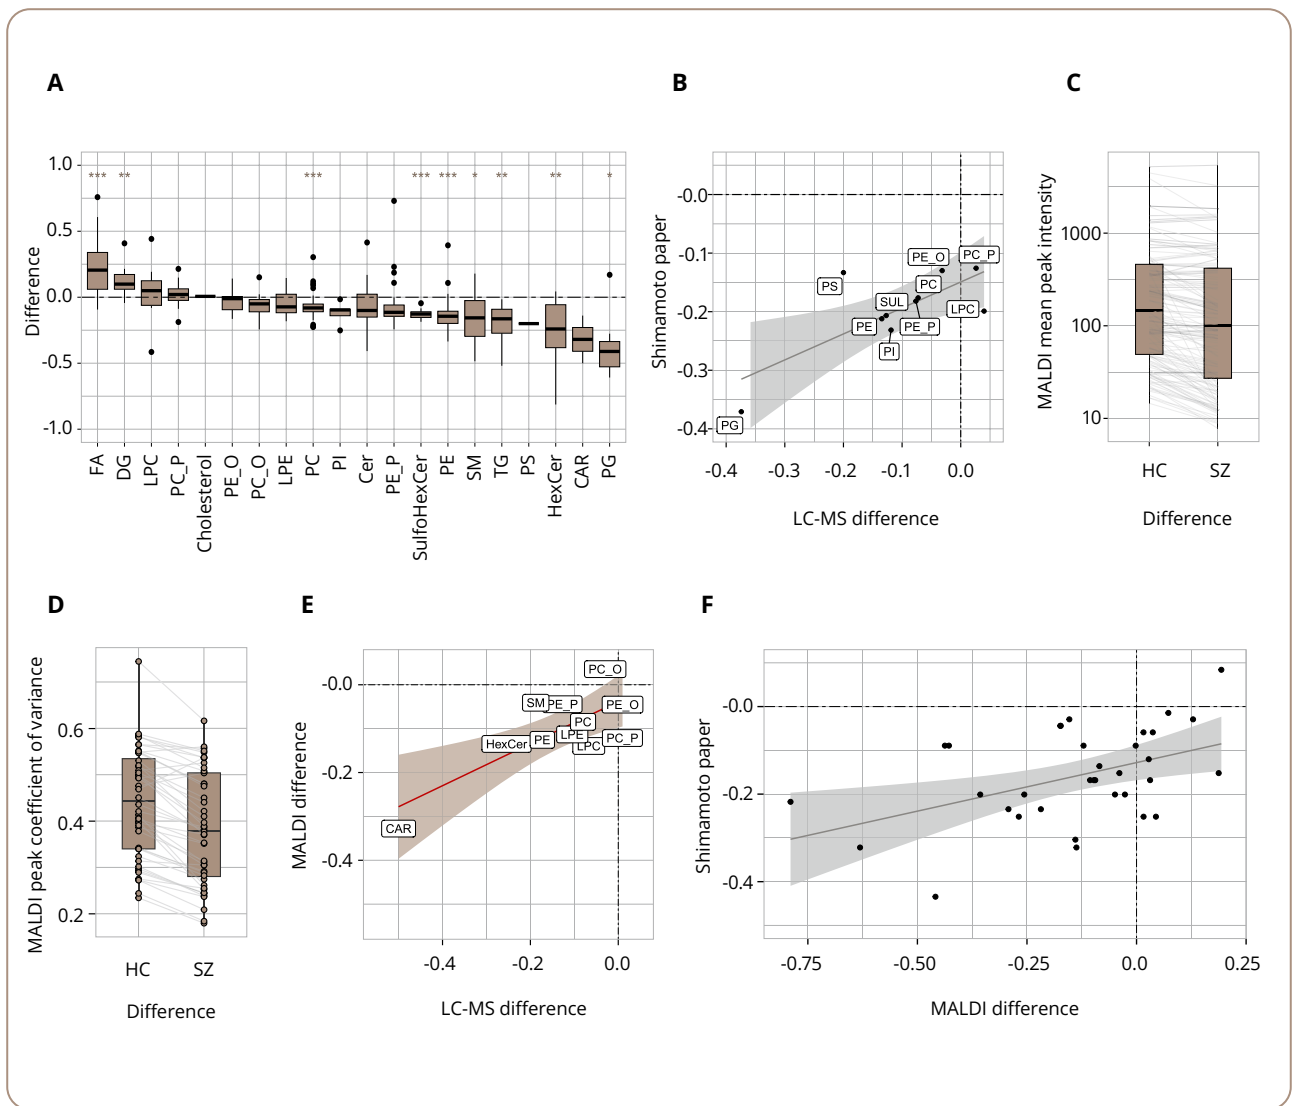 A
B
C
1.0
0.5
0.0
-0.5
-1.0
Difference
*** ** *** *** *** * ** ** *
FA
DG
LPC
PC_P
Cholesterol
PE_O
PC_O
LPE
PC
PI
Cer
PE_P
SulfoHexCer
PE
SM
TG
PS
HexCer
CAR
PG
-0.0
-0.1
-0.2
-0.3
-0.4
Shimamoto paper
PE_O
PC_P
PS
PC
SUL
LPC
PE
PE_P
PI
PG
-0.4 -0.3 -0.2 -0.1 0.0
LC-MS difference
MALDI mean peak intensity
1000
100
10
HC SZ
Difference
D
E
F
MALDI peak coefficient of variance
0.6
0.4
0.2
HC SZ
Difference
MALDI difference
-0.0
-0.2
-0.4
PC_O
SM
PE_P
PE_O
PC
LPE
PC_P
HexCer
PE
LPC
CAR
-0.4 -0.2 0.0
LC-MS difference
Shimamoto paper
-0.0
-0.2
-0.4
-0.75 -0.50 -0.25 0.0 0.25
MALDI difference